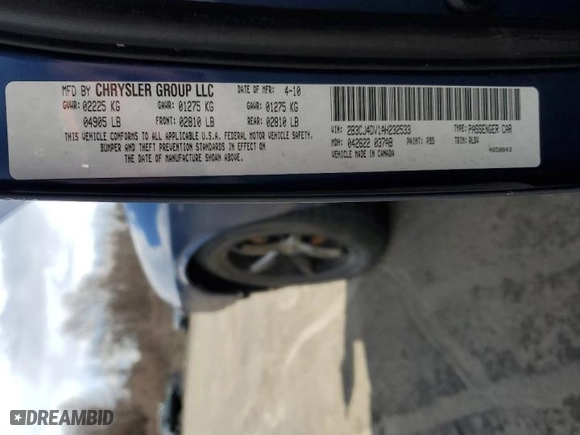 MFD BY CHRYSLER GROUP LLC DATE OF MFR: 4-10
GVWR: 02225 KG GAWR: 01275 KG GAWR: 01275 KG
04905 LB FRONT: 02810 LB REAR: 02810 LB
THIS VEHICLE CONFORMS TO ALL APPLICABLE U.S.A. FEDERAL MOTOR VEHICLE SAFETY,
BUMPER AND THEFT PREVENTION STANDARDS IN EFFECT ON
THE DATE OF MANUFACTURE SHOWN ABOVE.
VIN: 2B3CJ4DV1AH232533 TYPE: PASSENGER CAR
MDH: 042622 037AB PAINT: PBS TRIM: ALDV
VEHICLE MADE IN CANADA 4658843
DREAMBID